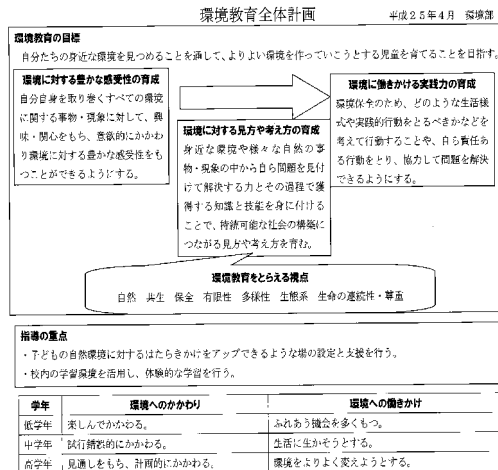 環境教育全体計画
平成25年4月 環境部
環境教育の目標
自分たちの身近な環境を見つめることを通して、よりよい環境を作っていこうとする児童を育てることを目指す。
環境に対する豊かな感受性の育成
自分自身を取り巻くすべての環境
に関する事物・現象に対して、興
味・関心をもち、意欲的にかかわ
り環境に対する豊かな感受性をも
つことができるようにする。
環境に対する見方や考え方の育成
身近な環境や様々な自然の事
物・現象の中から自ら問題を見付
けて解決する力とその過程で獲
得する知識と技能を身に付ける
ことで、持続可能な社会の構築に
つながる見方や考え方を育む。
環境に働きかける実践力の育成
環境保全のため、どのような生活様
式や実践的行動をとるべきかなどを
考えて行動することや、自ら責任あ
る行動をとり、協力して問題を解決
できるようにする。
環境教育をとらえる視点
自然 共生 保全 有限性 多様性 生態系 生命の連続性・尊重
指導の重点
・子どもの自然環境に対するはたらきかけをアップできるような場の設定と支援を行う。
・校内の学習環境を活用し、体験的な学習を行う。
学年 環境へのかかわり 環境への働きかけ
低学年 楽しんでかかわる。 ふれあう機会を多くもつ。
中学年 試行錯誤的にかかわる。 生活に生かそうとする。
高学年 見通しをもち、計画的にかかわる。 環境をよりよく変えようとする。